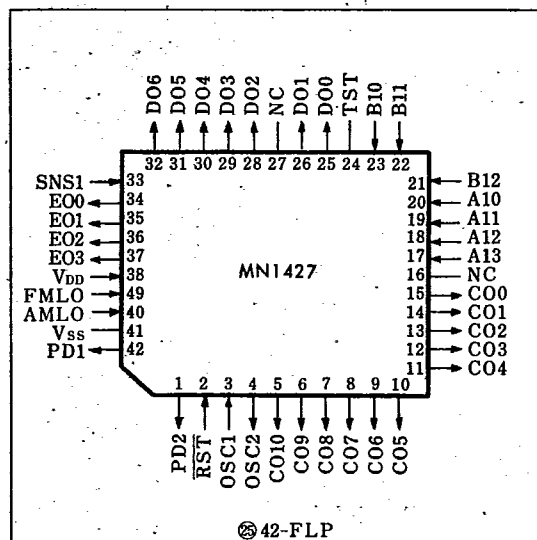 DO6 DO5 DO4 DO3 DO2 NC DO1 DO0 TST B10 B11
32 31 30 29 28 27 26 25 24 23 22
SNS1 33
EO0 34
EO1 35
EO2 36
EO3 37
VDD 38
FMLO 49
AMLO 40
VSS 41
PD1 42
MN1427
21 B12
20 A10
19 A11
18 A12
17 A13
16 NC
15 CO0
14 CO1
13 CO2
12 CO3
11 CO4
1 2 3 4 5 6 7 8 9 10
PD2 RST OSC1 OSC2 CO10 CO9 CO8 CO7 CO6 CO5
㉕ 42-FLP